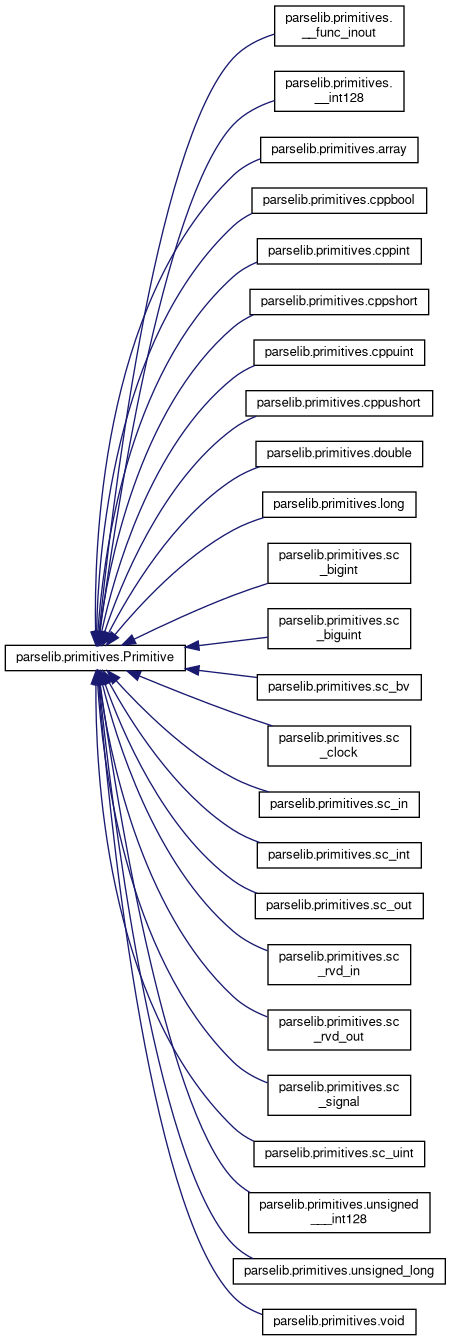 parselib.primitives.
__func_inout
parselib.primitives.
__int128
parselib.primitives.array
parselib.primitives.cppbool
parselib.primitives.cppint
parselib.primitives.cppshort
parselib.primitives.cppuint
parselib.primitives.cppushort
parselib.primitives.double
parselib.primitives.long
parselib.primitives.sc
_bigint
parselib.primitives.sc
_biguint
parselib.primitives.Primitive
parselib.primitives.sc_bv
parselib.primitives.sc
_clock
parselib.primitives.sc_in
parselib.primitives.sc_int
parselib.primitives.sc_out
parselib.primitives.sc
_rvd_in
parselib.primitives.sc
_rvd_out
parselib.primitives.sc
_signal
parselib.primitives.sc_uint
parselib.primitives.unsigned
___int128
parselib.primitives.unsigned_long
parselib.primitives.void